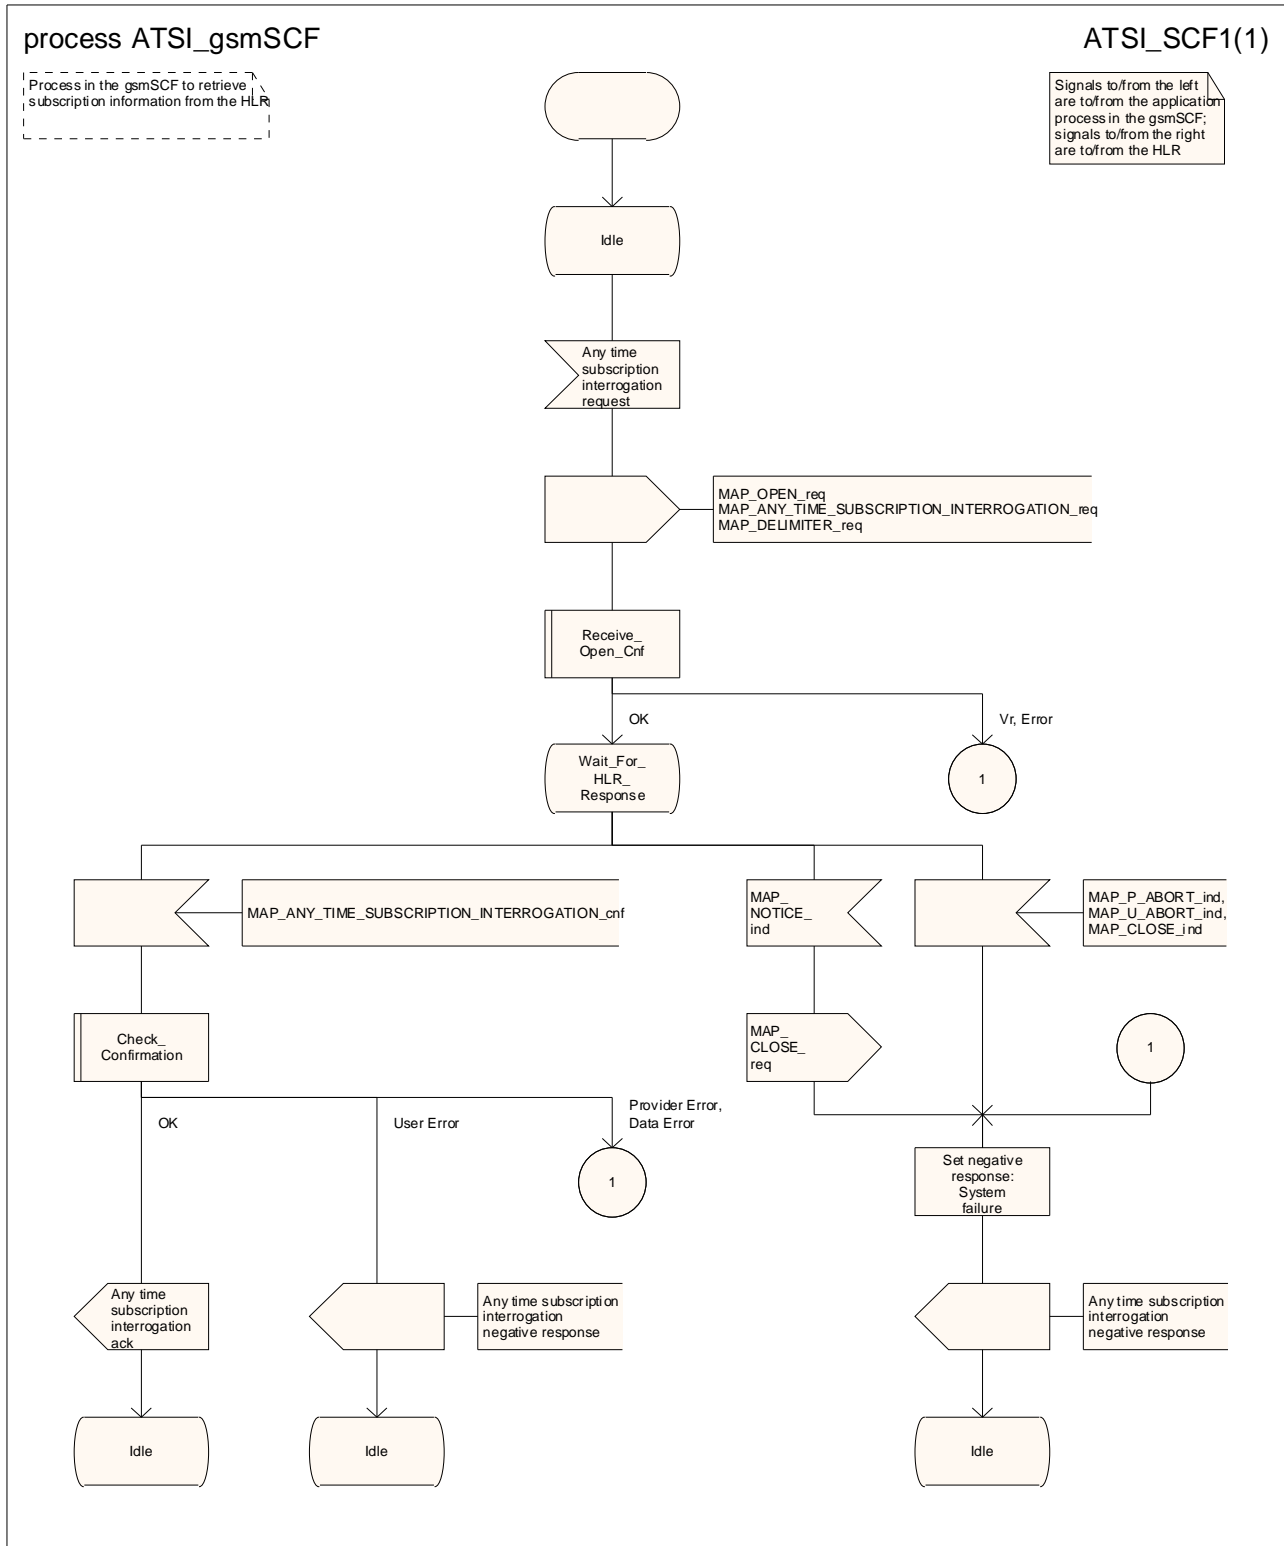 process ATSI_gsmSCF
ATSI_SCF1(1)
Process in the gsmSCF to retrieve
subscription information from the HLR
Signals to/from the left
are to/from the application
process in the gsmSCF;
signals to/from the right
are to/from the HLR
Idle
Any time
subscription
interrogation
request
MAP_OPEN_req
MAP_ANY_TIME_SUBSCRIPTION_INTERROGATION_req
MAP_DELIMITER_req
Receive_
Open_Cnf
OK
Vr, Error
Wait_For_
HLR_
Response
1
MAP_ANY_TIME_SUBSCRIPTION_INTERROGATION_cnf
MAP_
NOTICE_
ind
MAP_P_ABORT_ind,
MAP_U_ABORT_ind,
MAP_CLOSE_ind
Check_
Confirmation
MAP_
CLOSE_
req
1
OK
User Error
Provider Error,
Data Error
1
Set negative
response:
System
failure
Any time
subscription
interrogation
ack
Any time subscription
interrogation
negative response
Any time subscription
interrogation
negative response
Idle
Idle
Idle